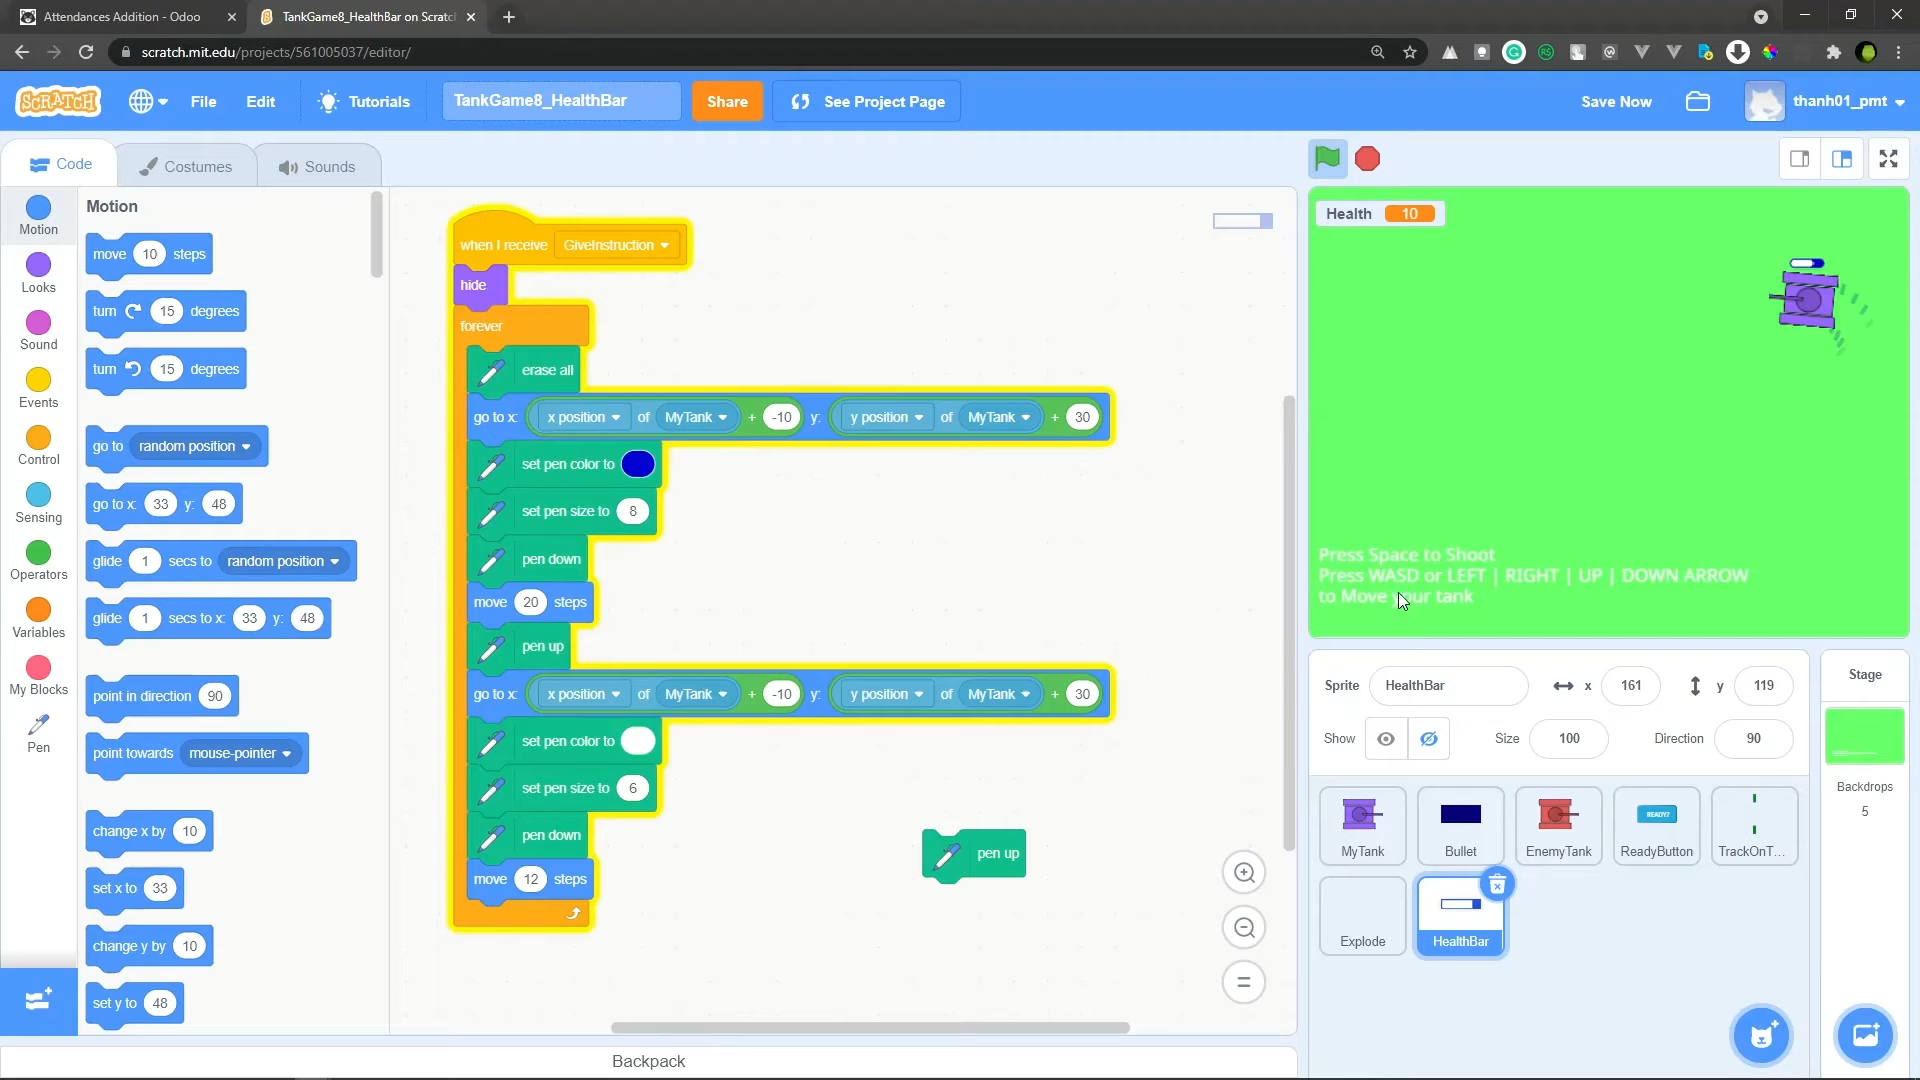 Attendances Addition - Odoo
TankGame8_HealthBar on Scratch
scratch.mit.edu/projects/561005037/editor/
SCRATCH
File
Edit
Tutorials
TankGame8_HealthBar
Share
See Project Page
Save Now
thanh01_pmt
Code
Costumes
Sounds
Motion
Looks
Sound
Events
Control
Sensing
Operators
Variables
My Blocks
Pen
Motion
move 10 steps
turn 15 degrees
turn 15 degrees
go to random position
go to x: 33 y: 48
glide 1 secs to random position
glide 1 secs to x: 33 y: 48
point in direction 90
point towards mouse-pointer
change x by 10
set x to 33
change y by 10
set y to 48
when I receive GiveInstruction
hide
forever
erase all
go to x: x position of MyTank + -10 y: y position of MyTank + 30
set pen color to
set pen size to 8
pen down
move 20 steps
pen up
go to x: x position of MyTank + -10 y: y position of MyTank + 30
set pen color to
set pen size to 6
pen down
move 12 steps
pen up
Backpack
Health 10
Press Space to Shoot
Press WASD or LEFT | RIGHT | UP | DOWN ARROW
to Move your tank
Sprite HealthBar x 161 y 119
Show Size 100 Direction 90
MyTank
Bullet
EnemyTank
READY?
ReadyButton
TrackOnT...
Explode
HealthBar
Stage
Backdrops
5